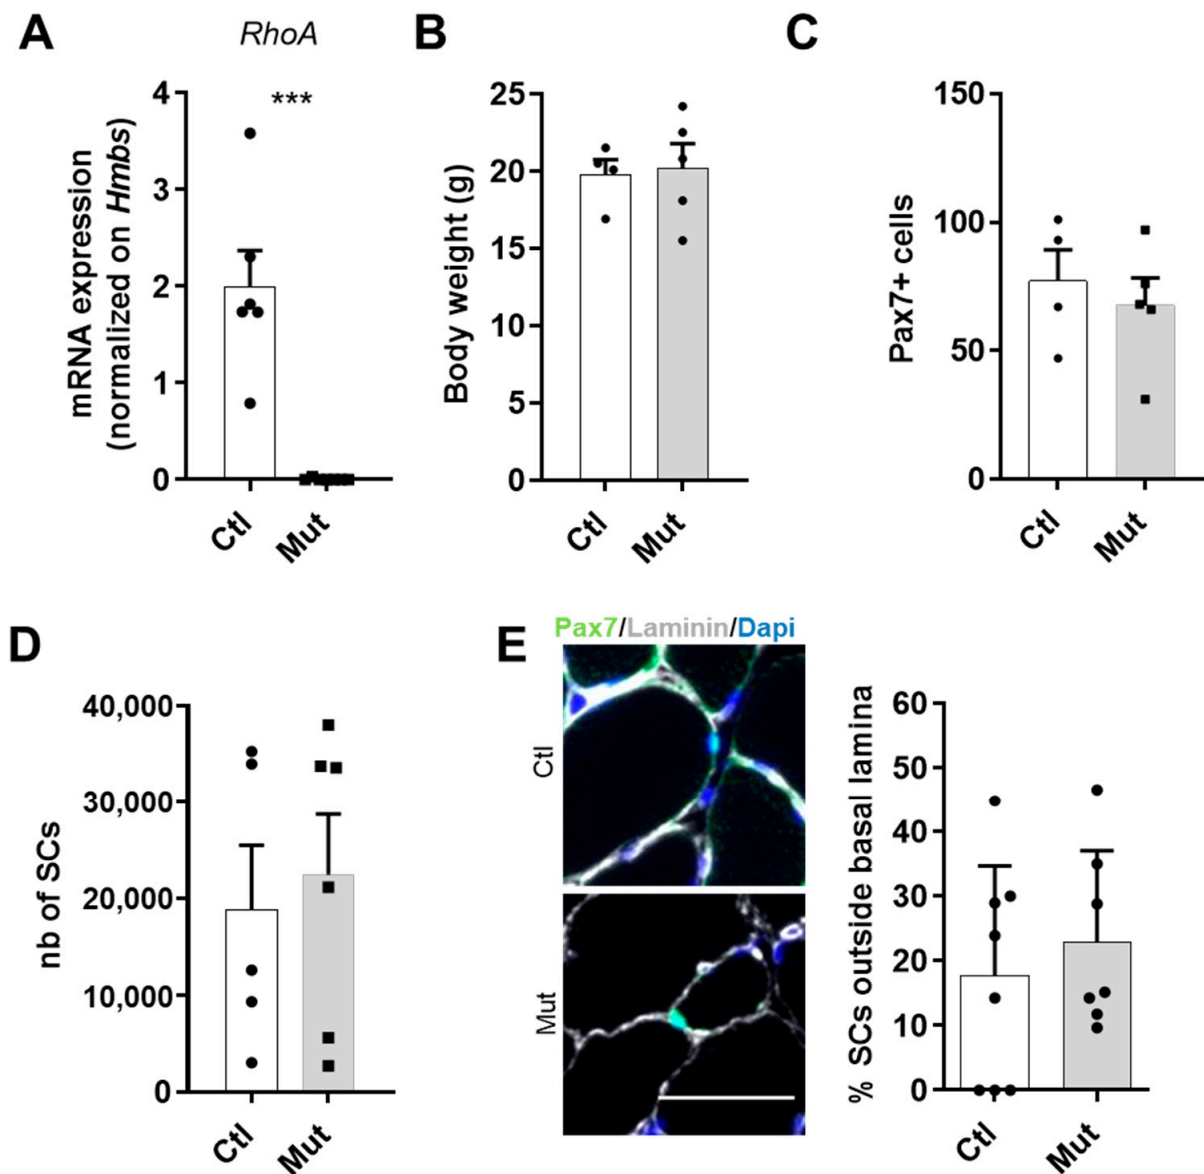 A
RhoA
***
mRNA expression
(normalized on Hmbs)
4
3
2
1
0
Ctl
Mut
B
Body weight (g)
25
20
15
10
5
0
Ctl
Mut
C
Pax7+ cells
150
100
50
0
Ctl
Mut
D
nb of SCs
40,000
30,000
20,000
10,000
0
Ctl
Mut
E
Pax7/Laminin/Dapi
Ctl
Mut
% SCs outside basal lamina
60
50
40
30
20
10
0
Ctl
Mut